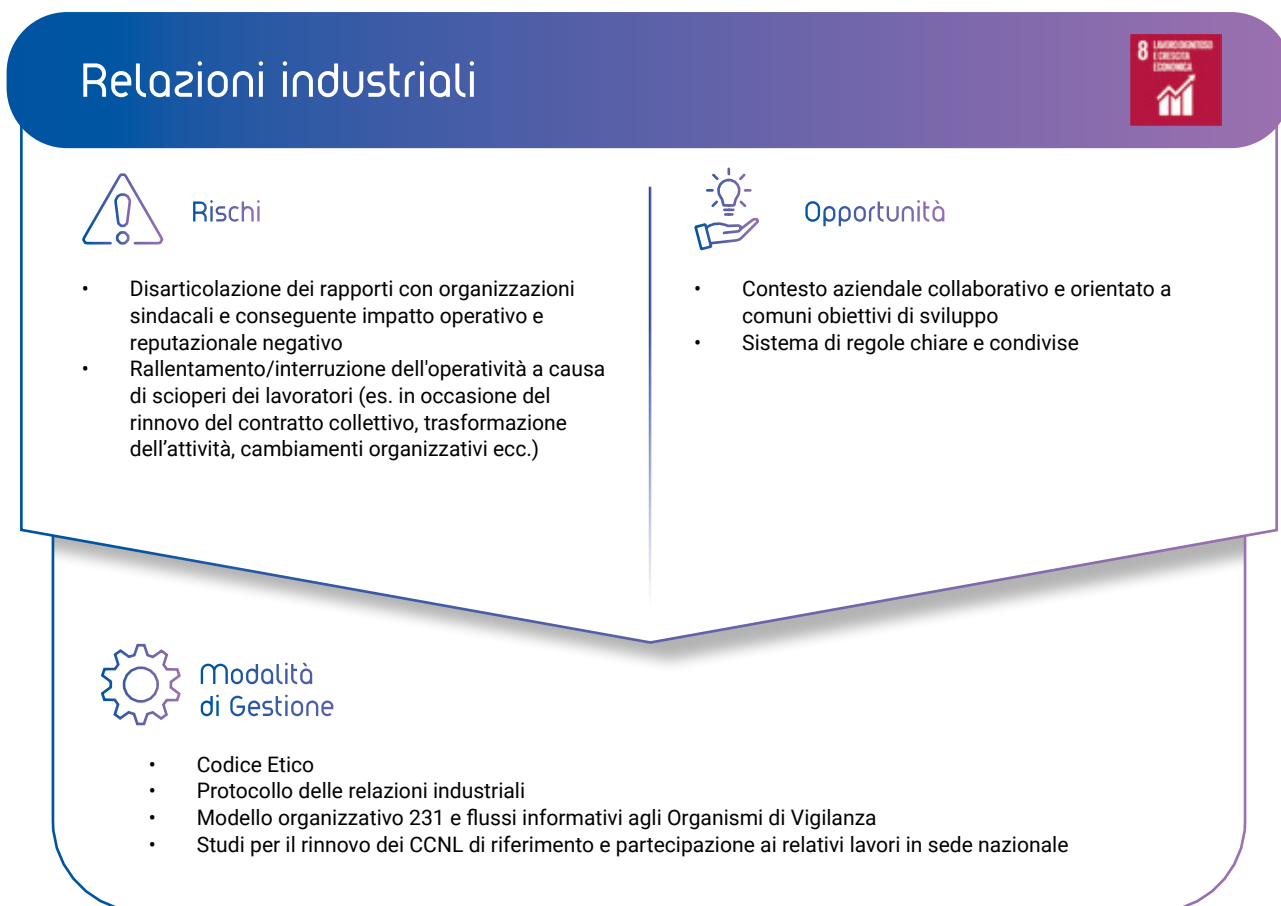 Relazioni industriali
8 LAVORO DIGNITOSO
E CRESCITA
ECONOMICA
Rischi
• Disarticolazione dei rapporti con organizzazioni
sindacali e conseguente impatto operativo e
reputazionale negativo
• Rallentamento/interruzione dell'operatività a causa
di scioperi dei lavoratori (es. in occasione del
rinnovo del contratto collettivo, trasformazione
dell’attività, cambiamenti organizzativi ecc.)
Opportunità
• Contesto aziendale collaborativo e orientato a
comuni obiettivi di sviluppo
• Sistema di regole chiare e condivise
Modalità
di Gestione
• Codice Etico
• Protocollo delle relazioni industriali
• Modello organizzativo 231 e flussi informativi agli Organismi di Vigilanza
• Studi per il rinnovo dei CCNL di riferimento e partecipazione ai relativi lavori in sede nazionale